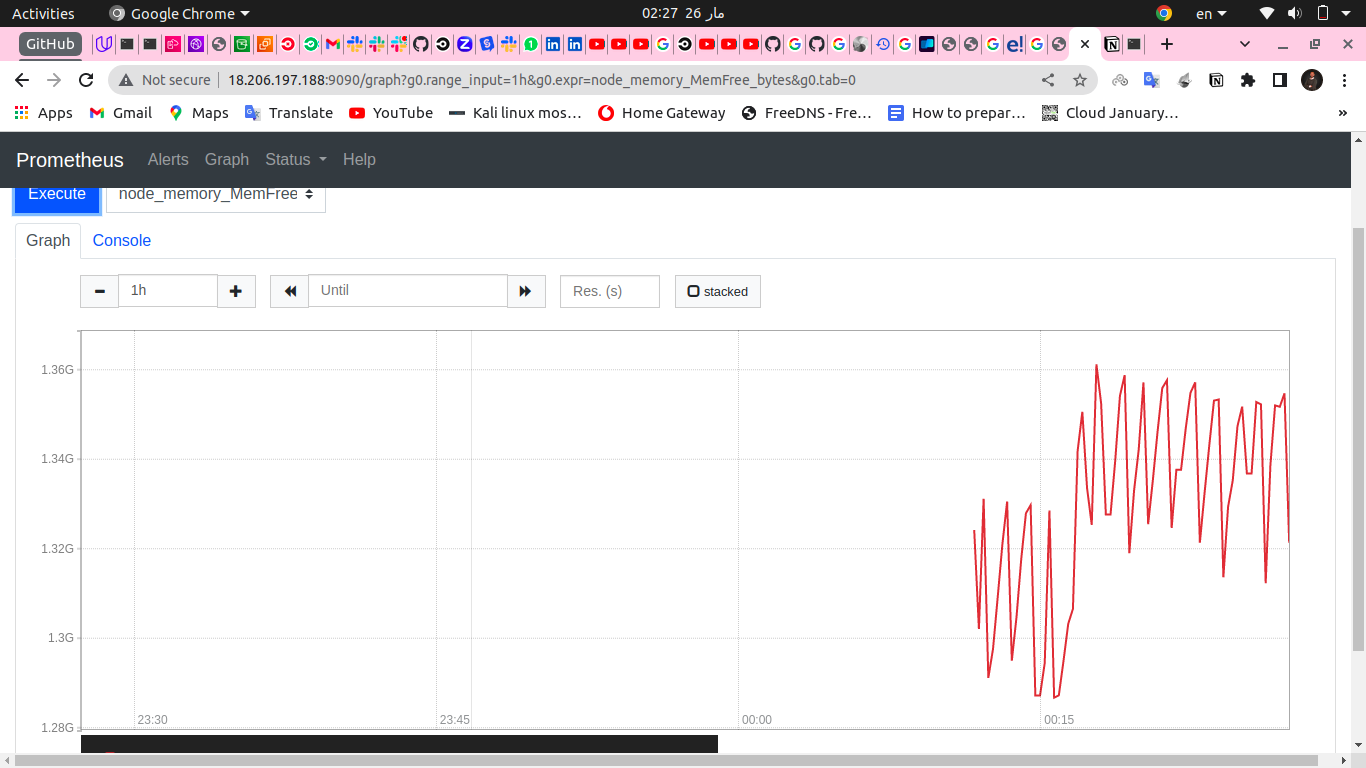 Activities Google Chrome 02:27 26 مار en
GitHub
Not secure 18.206.197.188:9090/graph?g0.range_input=1h&g0.expr=node_memory_MemFree_bytes&g0.tab=0
Apps Gmail Maps Translate YouTube Kali linux mos… Home Gateway FreeDNS - Fre… How to prepar… Cloud January… »
Prometheus Alerts Graph Status Help
Execute node_memory_MemFree
Graph Console
1h Until Res. (s) stacked
1.36G
1.34G
1.32G
1.3G
1.28G
23:30 23:45 00:00 00:15